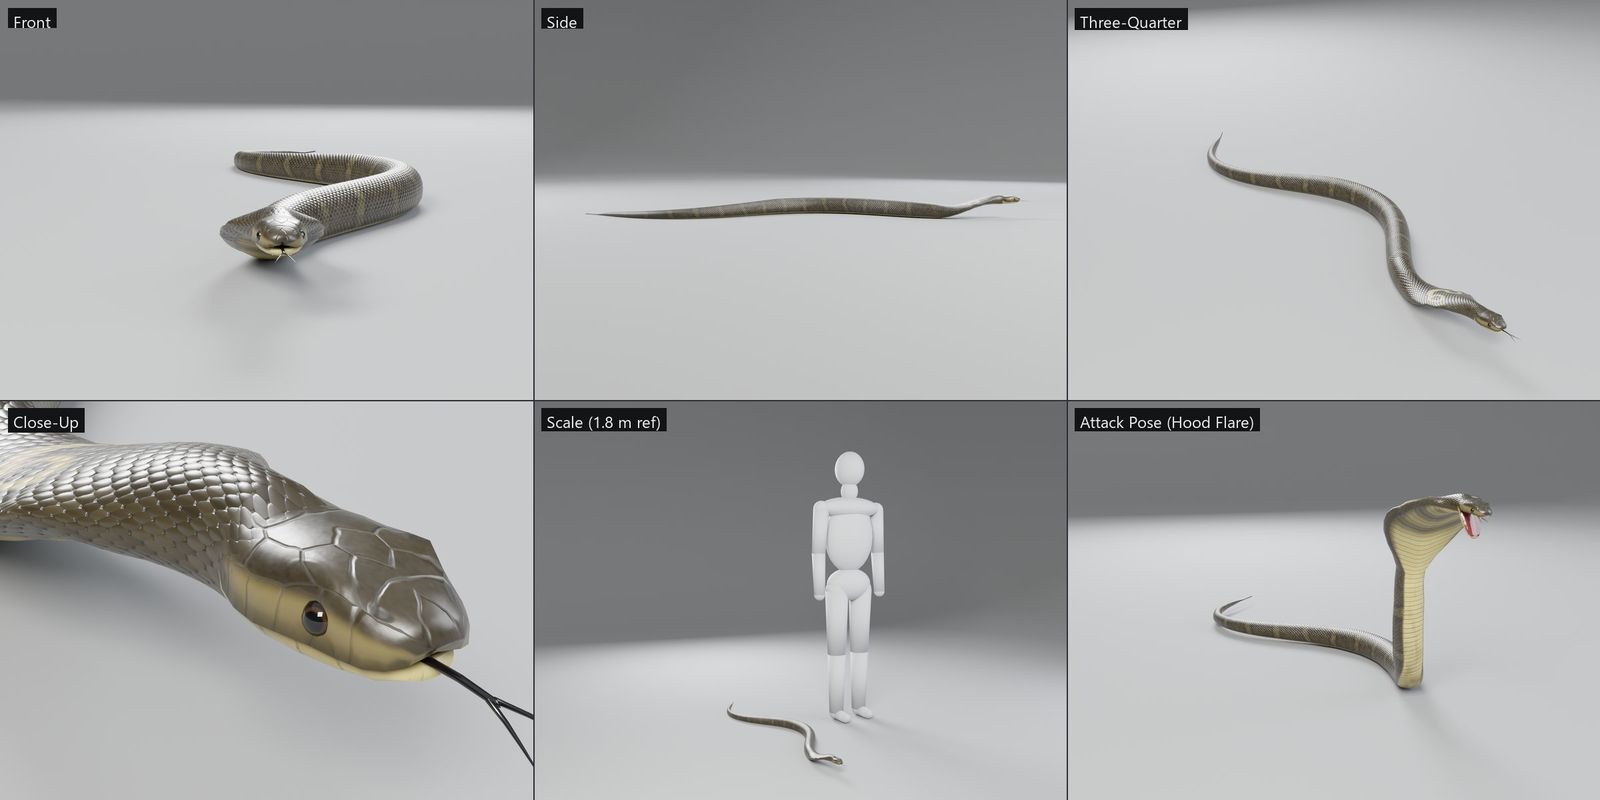 Front
Side
Three-Quarter
Close-Up
Scale (1.8 m ref)
Attack Pose (Hood Flare)